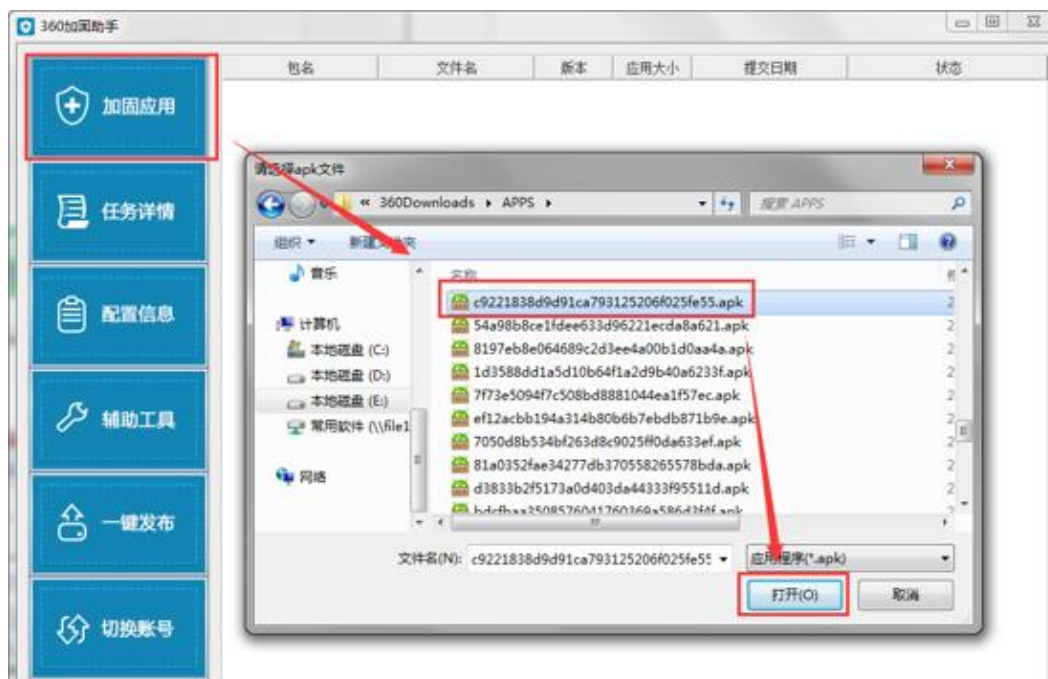 360加固助手
包名 文件名 版本 应用大小 提交日期 状态
加固应用
任务详情
配置信息
辅助工具
一键发布
切换账号
请选择apk文件
« 360Downloads ▸ APPS ▸
搜索 APPS
组织
新建文件夹
音乐
计算机
本地磁盘 (C:)
本地磁盘 (D:)
本地磁盘 (E:)
常用软件 (\\file1
网络
名称
c9221838d9d91ca793125206f025fe55.apk
54a98b8ce1fdee633d96221ecda8a621.apk
8197eb8e064689c2d3ee4a00b1d0aa4a.apk
1d3588dd1a5d10b64f1a2d9b40a6233f.apk
7f73e5094f7c508bd8881044ea1f57ec.apk
ef12acbb194a314b80b6b7ebdb871b9e.apk
7050d8b534bf263d8c9025ff0da633ef.apk
81a0352fae34277db370558265578bda.apk
d3833b2f5173a0d403da44333f95511d.apk
文件名(N): c9221838d9d91ca793125206f025fe55
应用程序(*.apk)
打开(O)
取消